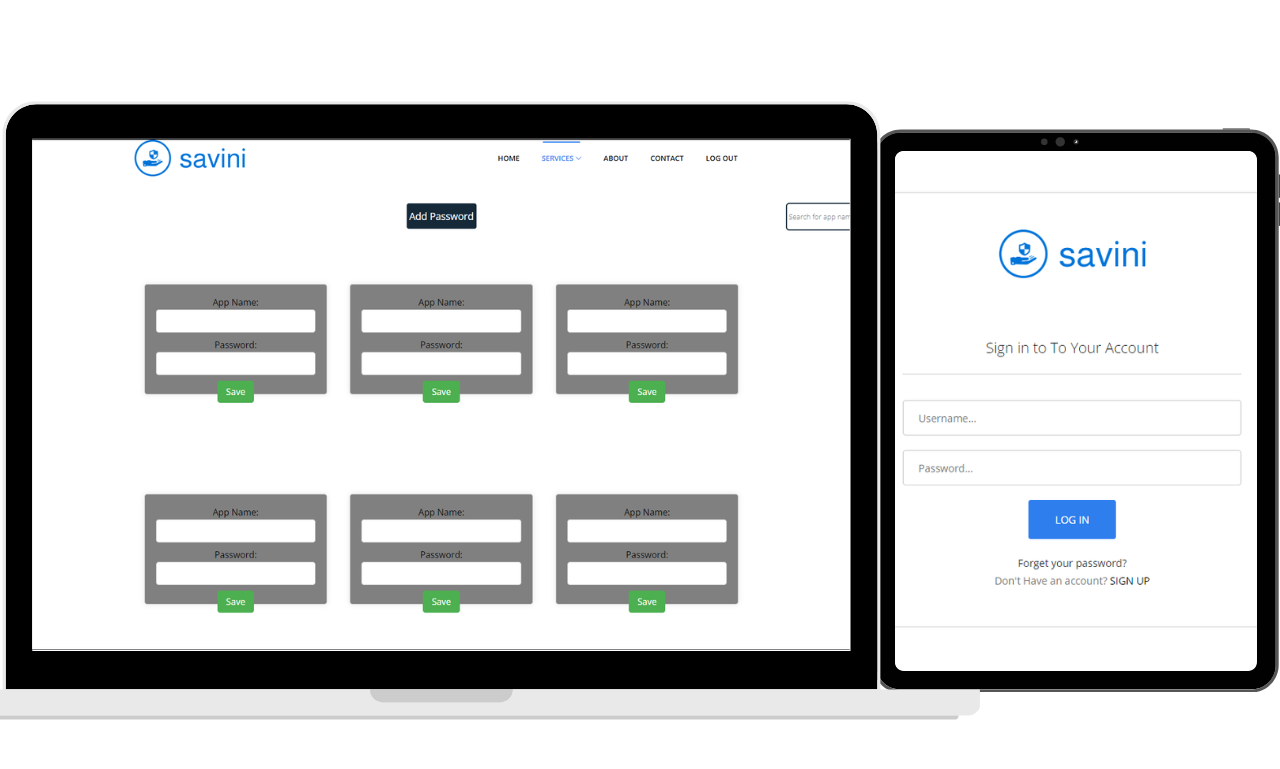 savini
HOME SERVICES ABOUT CONTACT LOG OUT
Add Password
Search for app nam
App Name: App Name: App Name:
Password: Password: Password:
Save Save Save
App Name: App Name: App Name:
Password: Password: Password:
Save Save Save
savini
Sign in to To Your Account
Username...
Password...
LOG IN
Forget your password?
Don't Have an account? SIGN UP